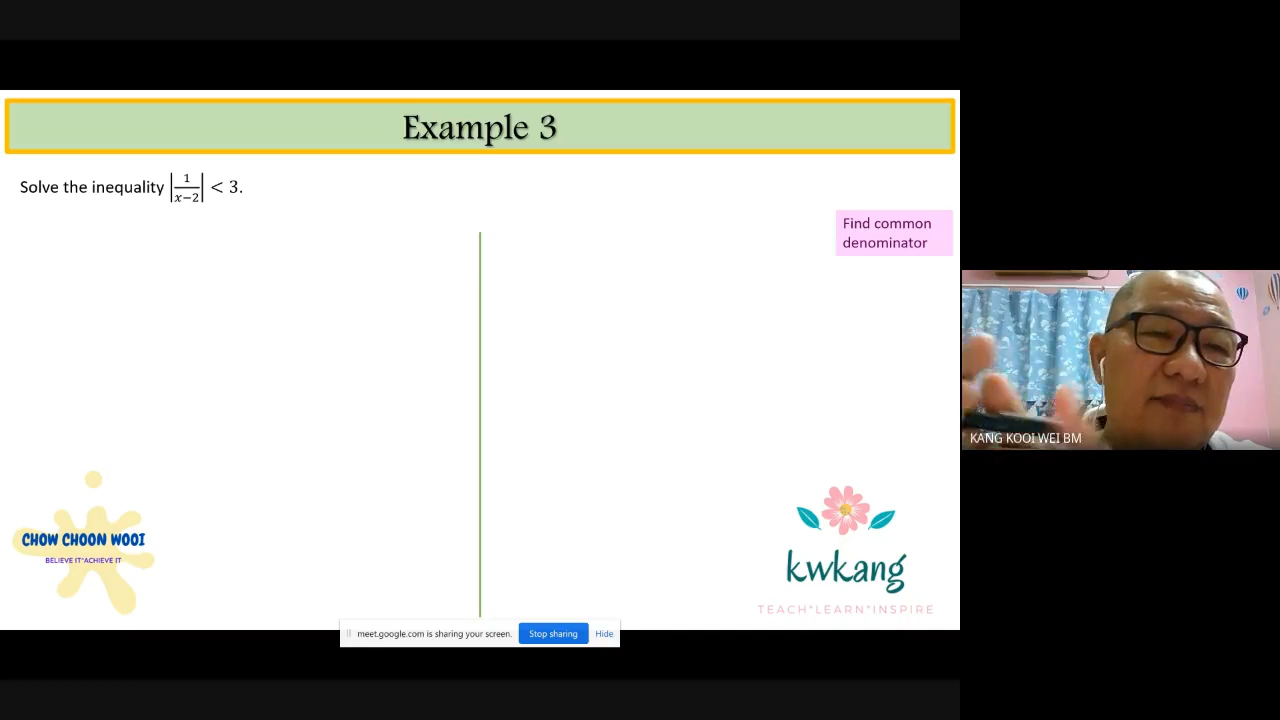 Example 3
Solve the inequality |1/(x−2)| < 3.
Find common
denominator
CHOW CHOON WOOI
BELIEVE IT*ACHIEVE IT
kwkang
TEACH*LEARN*INSPIRE
meet.google.com is sharing your screen. Stop sharing Hide
KANG KOOI WEI BM